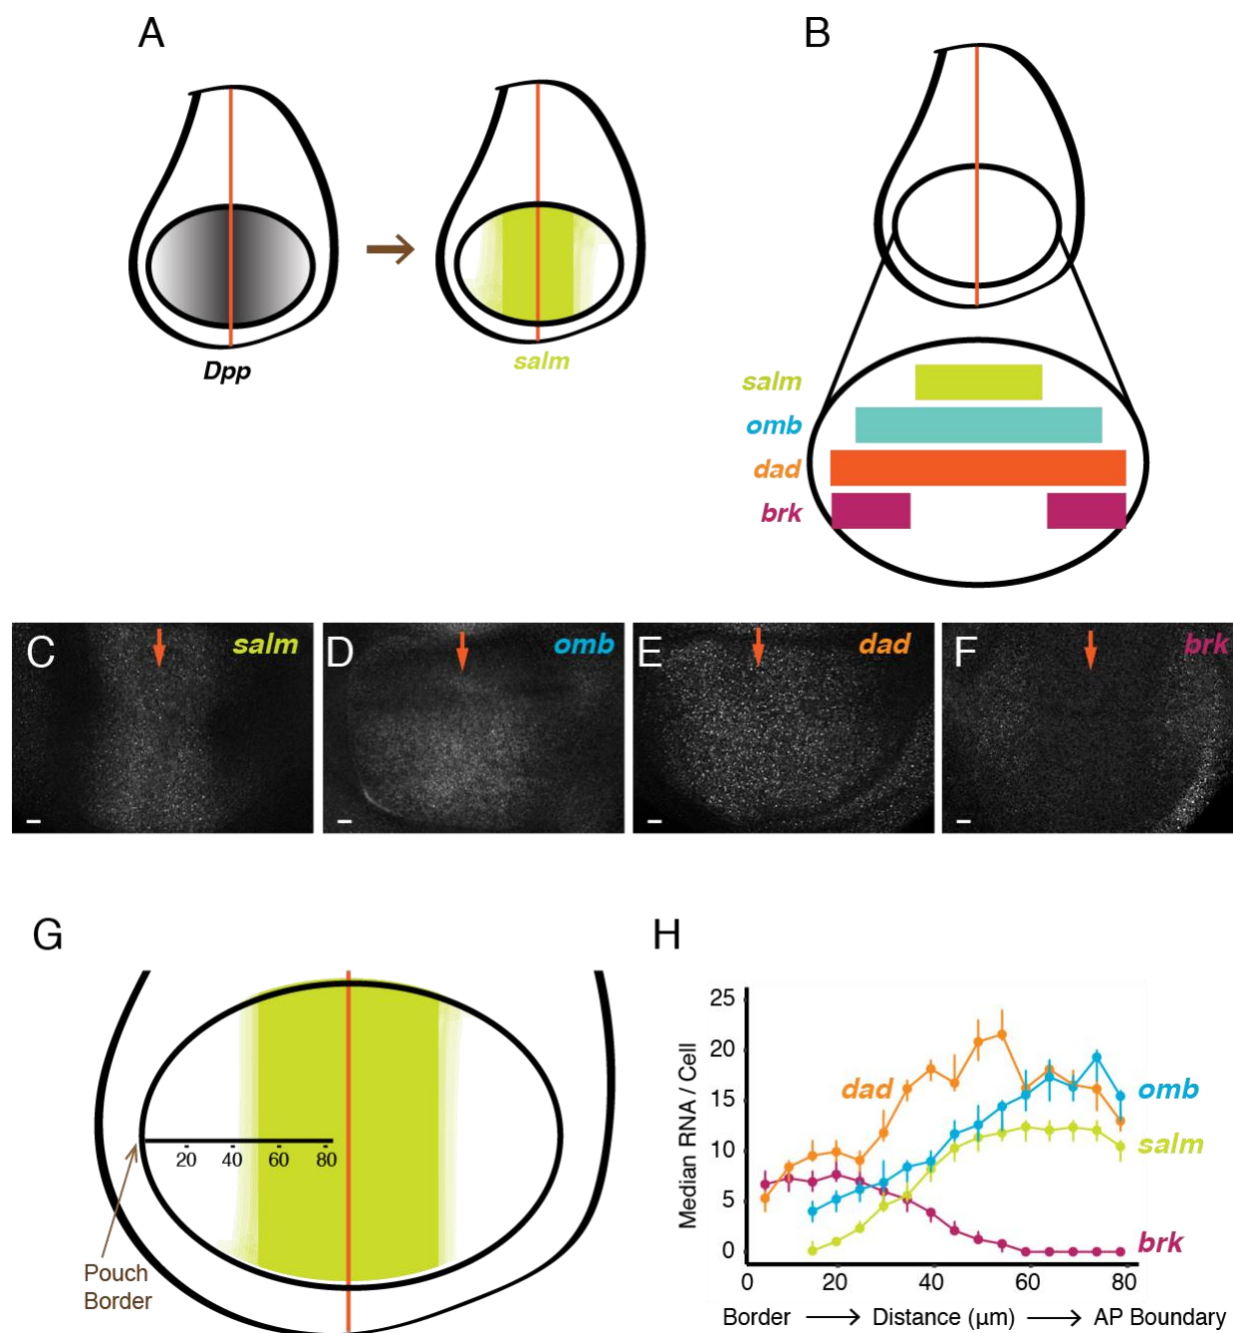 A
B
Dpp
salm
salm
omb
dad
brk
C
salm
D
omb
E
dad
F
brk
G
20 40 60 80
Pouch
Border
H
Median RNA / Cell
25
20
15
10
5
0
dad
omb
salm
brk
0 20 40 60 80
Border Distance (µm) AP Boundary